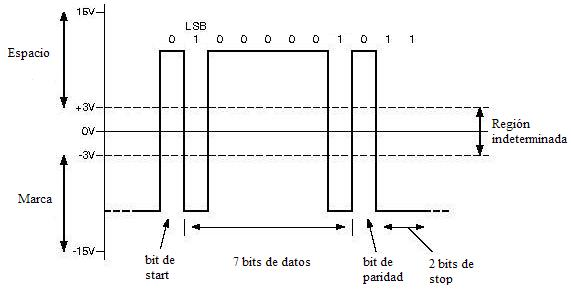 15V
LSB
0 1 0 0 0 0 0 1 0 1 1
Espacio
+3V
0V
-3V
Región
indeterminada
Marca
-15V
bit de
start
7 bits de datos
bit de
paridad
2 bits de
stop